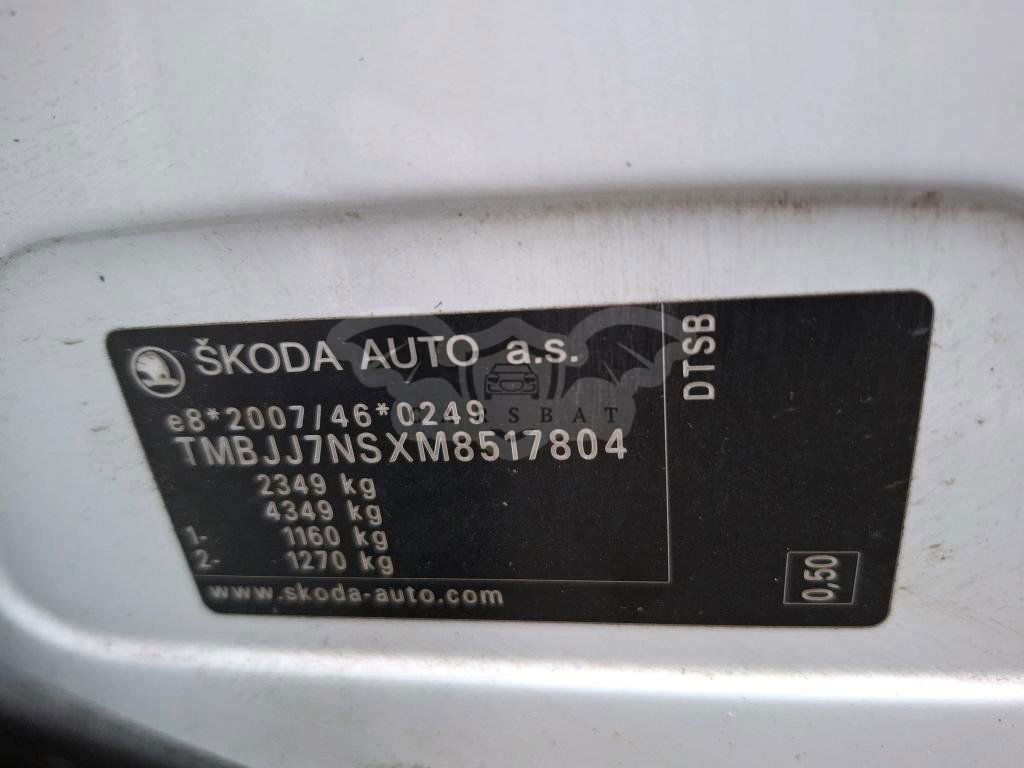 ŠKODA AUTO a.s.
e8*2007/46*0249
TMBJJ7NSXM8517804
2349 kg
4349 kg
1- 1160 kg
2- 1270 kg
www.skoda-auto.com
DTSB
0,50
CARSBAT